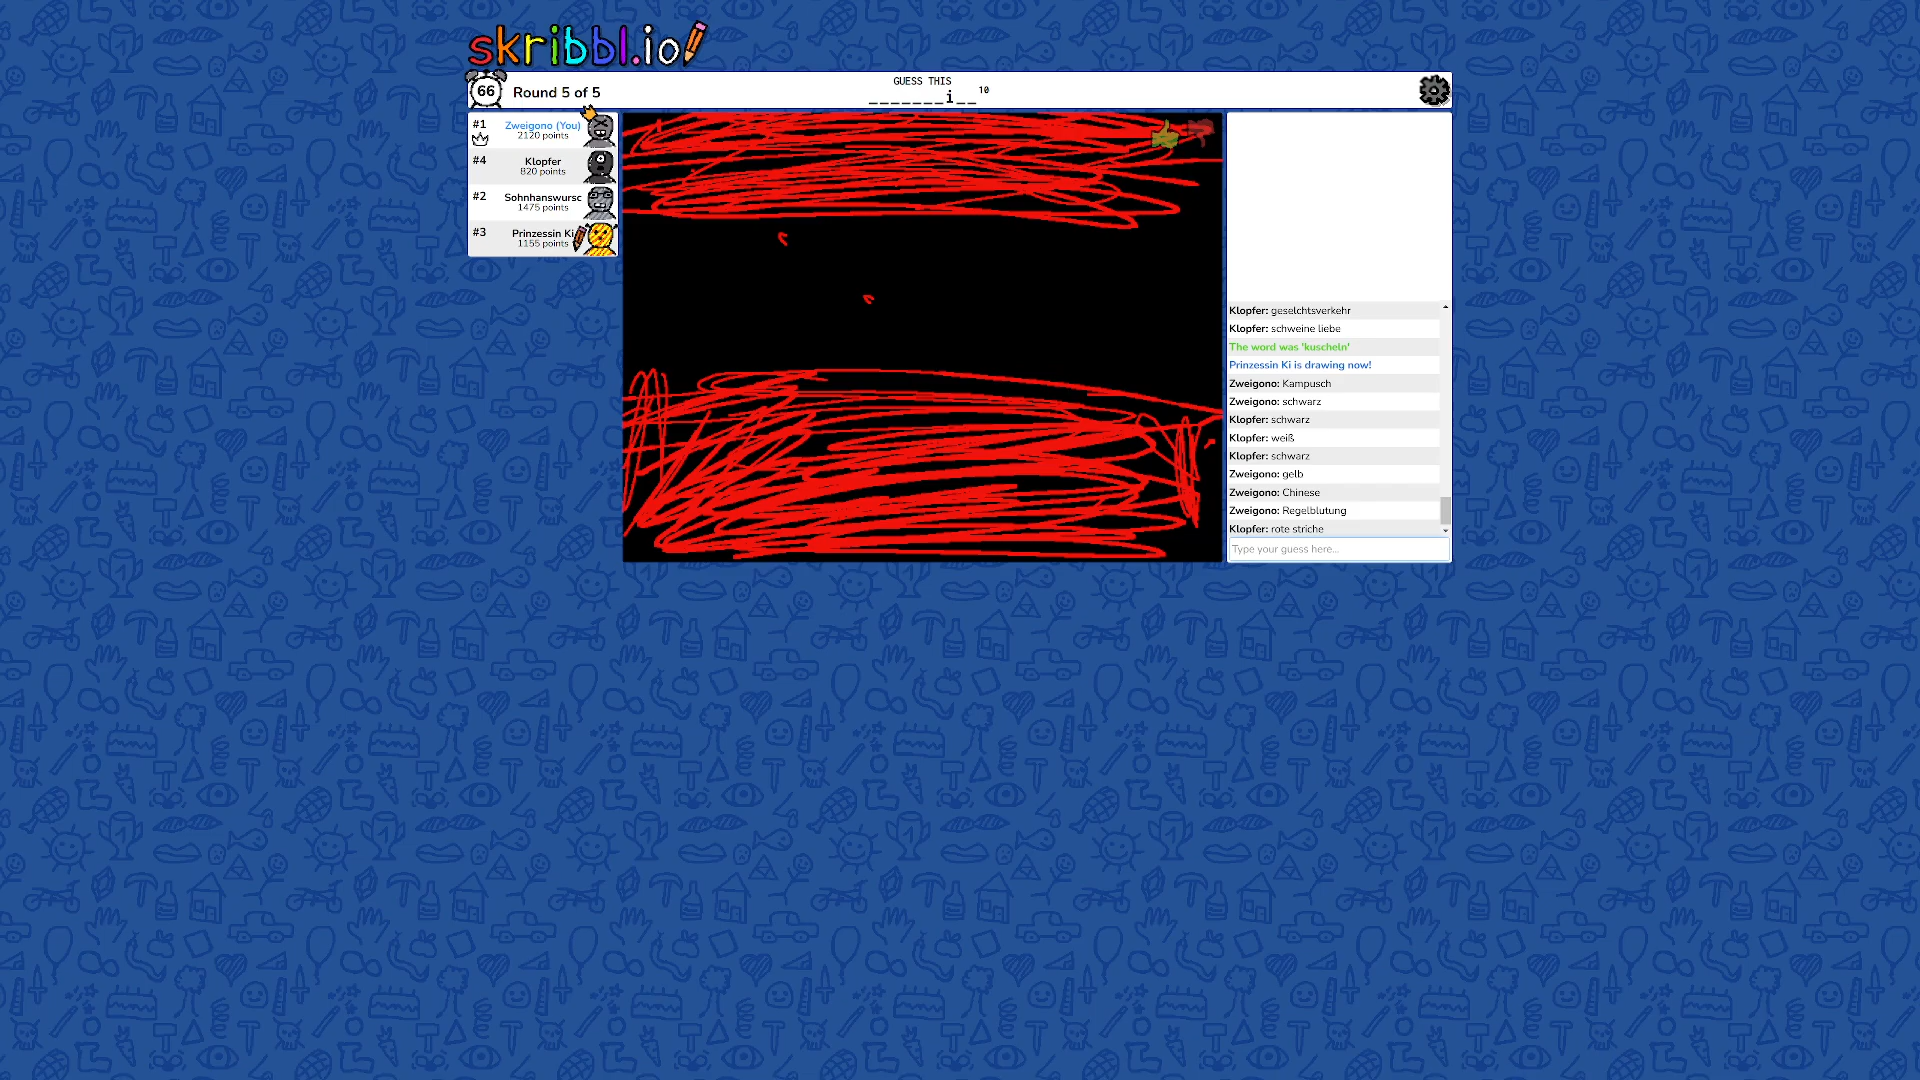 skribbl.io
66
Round 5 of 5
GUESS THIS
_______i__ 10
#1
Zweigono (You)
2120 points
#4
Klopfer
820 points
#2
Sohnhanswursc
1475 points
#3
Prinzessin Ki
1155 points
Klopfer: geselchtsverkehr
Klopfer: schweine liebe
The word was 'kuscheln'
Prinzessin Ki is drawing now!
Zweigono: Kampusch
Zweigono: schwarz
Klopfer: schwarz
Klopfer: weiß
Klopfer: schwarz
Zweigono: gelb
Zweigono: Chinese
Zweigono: Regelblutung
Klopfer: rote striche
Type your guess here...